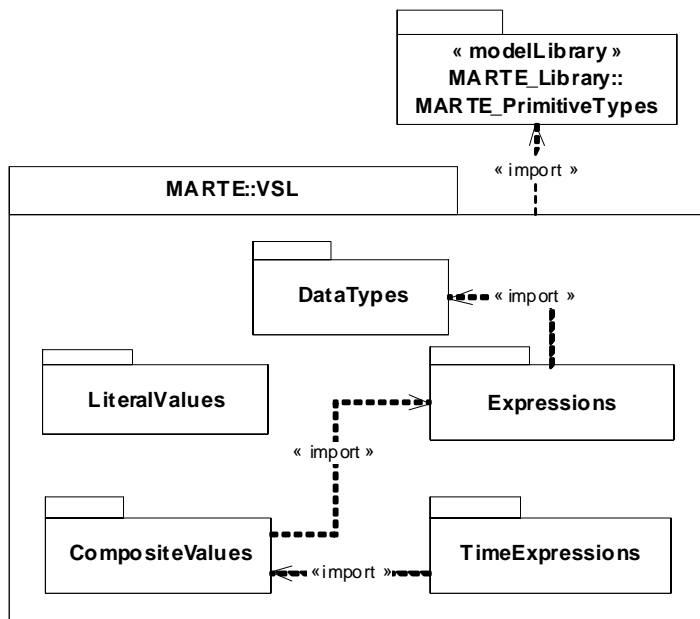 « modelLibrary »
MARTE_Library::
MARTE_PrimitiveTypes
« import »
MARTE::VSL
DataTypes
« import »
LiteralValues
Expressions
« import »
CompositeValues
« import »
TimeExpressions